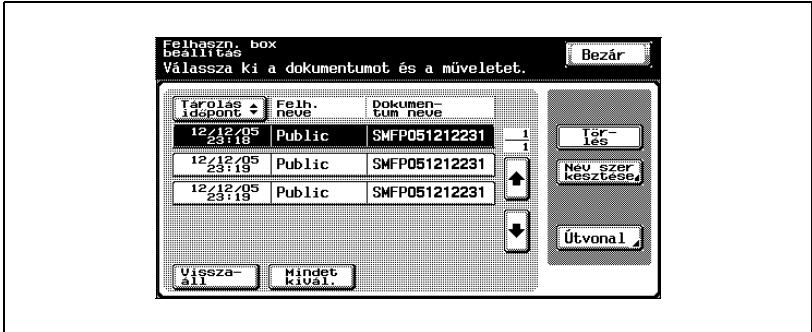 Felhaszn. box
beállítás
Bezár
Válassza ki a dokumentumot és a műveletet.
Tárolás
időpont
Felh.
neve
Dokumen-
tum neve
12/12/05
23:18
Public
SMFP051212231
1
1
12/12/05
23:19
Public
SMFP051212231
12/12/05
23:19
Public
SMFP051212231
Tör-
lés
Név szer
kesztése
Útvonal
Vissza-
áll
Mindet
kivál.